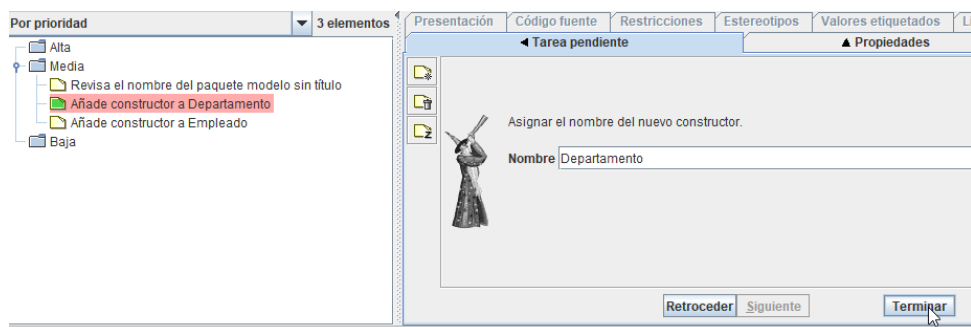 Por prioridad
3 elementos
Alta
Media
Revisa el nombre del paquete modelo sin título
Añade constructor a Departamento
Añade constructor a Empleado
Baja
Presentación Código fuente Restricciones Estereotipos Valores etiquetados L
Tarea pendiente Propiedades
Asignar el nombre del nuevo constructor.
Nombre Departamento
Retroceder Siguiente Terminar